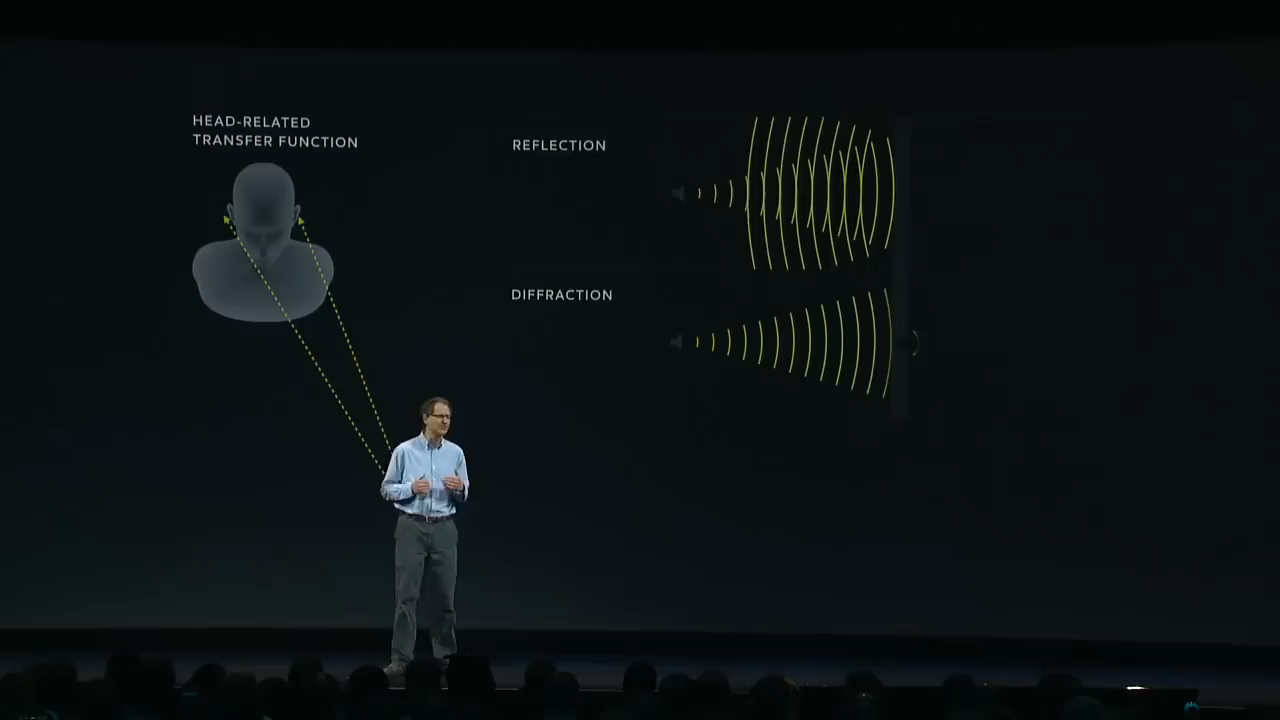 HEAD-RELATED
TRANSFER FUNCTION
REFLECTION
DIFFRACTION